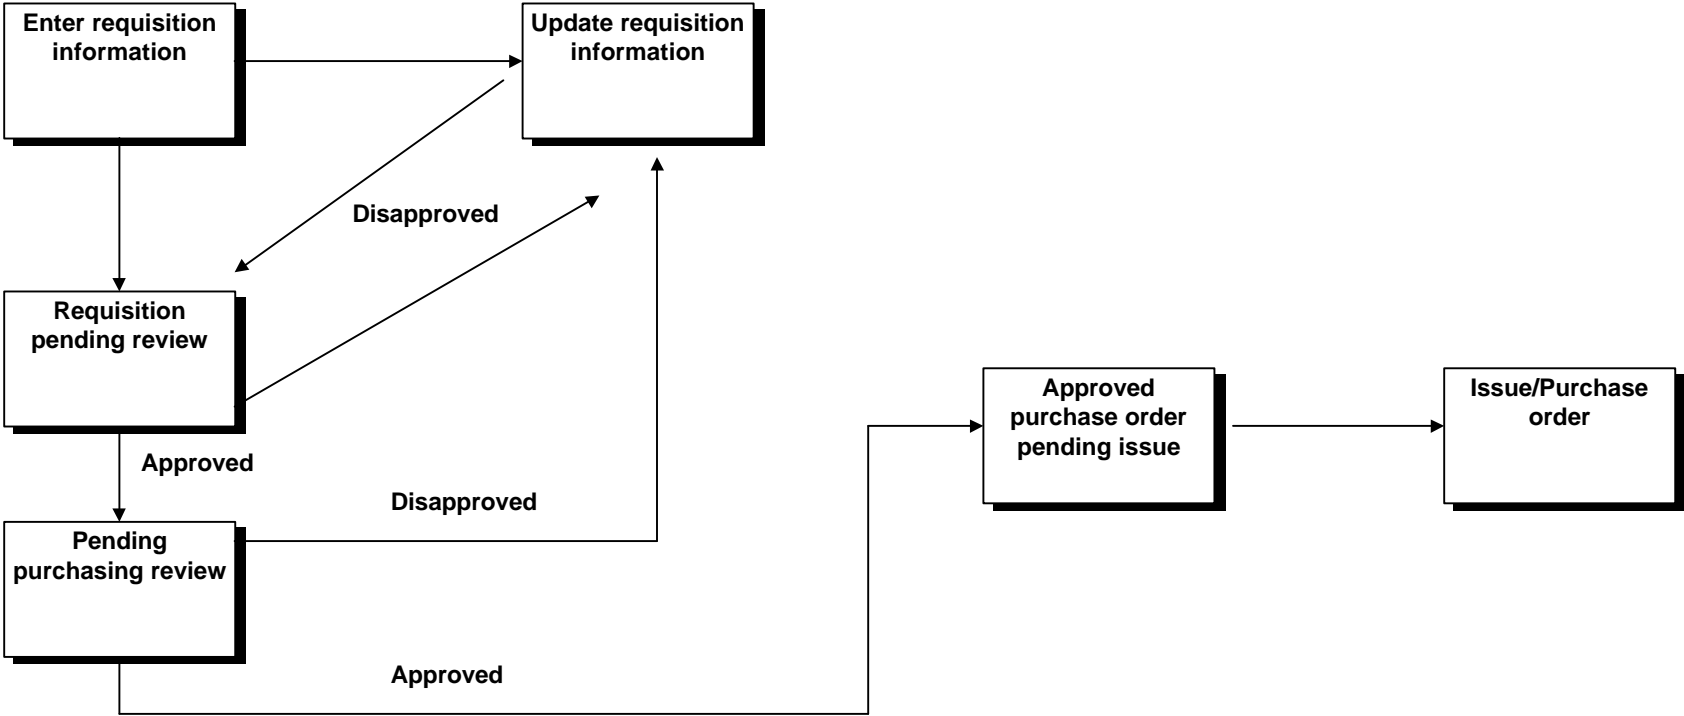 Enter requisition
information
Update requisition
information
Disapproved
Requisition
pending review
Approved
purchase order
pending issue
Issue/Purchase
order
Approved
Disapproved
Pending
purchasing review
Approved